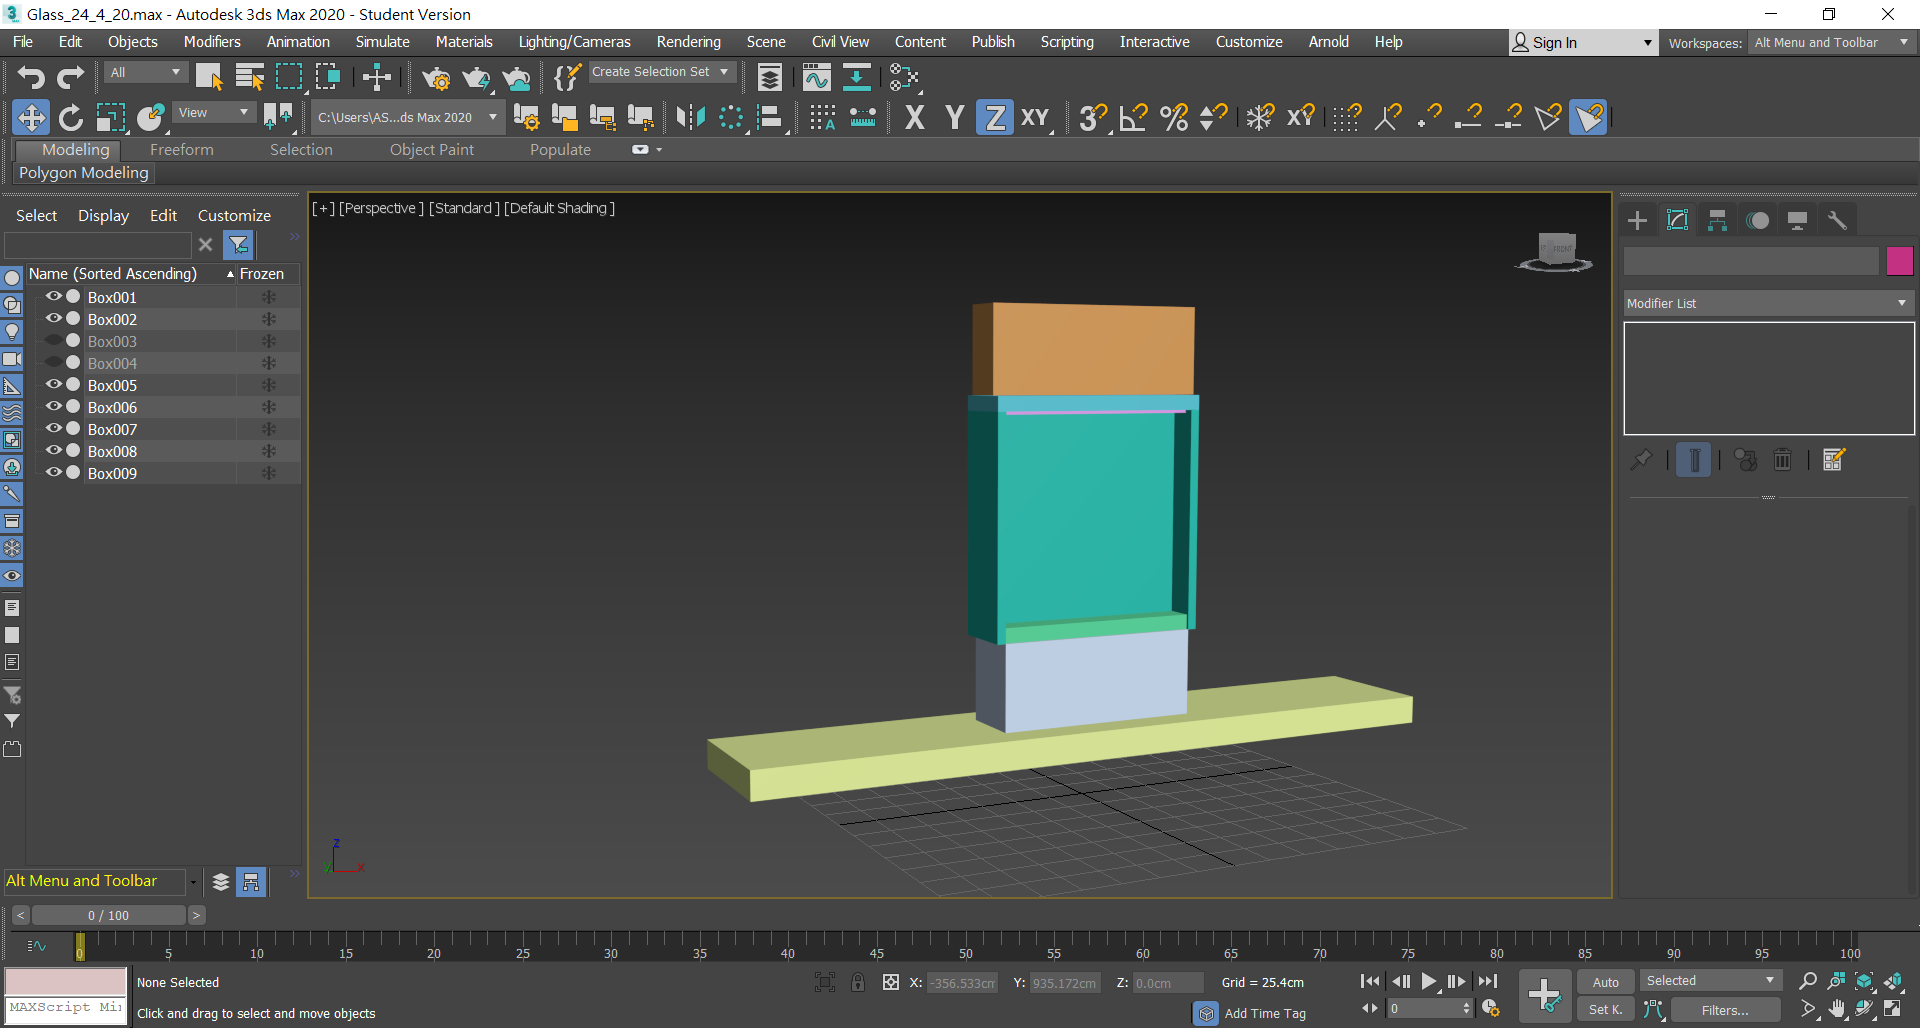 Glass_24_4_20.max - Autodesk 3ds Max 2020 - Student Version
File Edit Objects Modifiers Animation Simulate Materials Lighting/Cameras Rendering Scene Civil View Content Publish Scripting Interactive Customize Arnold Help
Sign In
Workspaces: Alt Menu and Toolbar
All
Create Selection Set
View
C:\Users\AS...ds Max 2020
X Y Z XY
Modeling Freeform Selection Object Paint Populate
Polygon Modeling
Select Display Edit Customize
[+] [Perspective ] [Standard ] [Default Shading ]
Name (Sorted Ascending) Frozen
Box001
Box002
Box003
Box004
Box005
Box006
Box007
Box008
Box009
FRONT
Modifier List
z
x
Alt Menu and Toolbar
< 0 / 100 >
0 5 10 15 20 25 30 35 40 45 50 55 60 65 70 75 80 85 90 95 100
None Selected
X: -356.533cm Y: 935.172cm Z: 0.0cm Grid = 25.4cm
Auto Selected
MAXScript Mi
Click and drag to select and move objects
Add Time Tag
0
Set K. Filters...